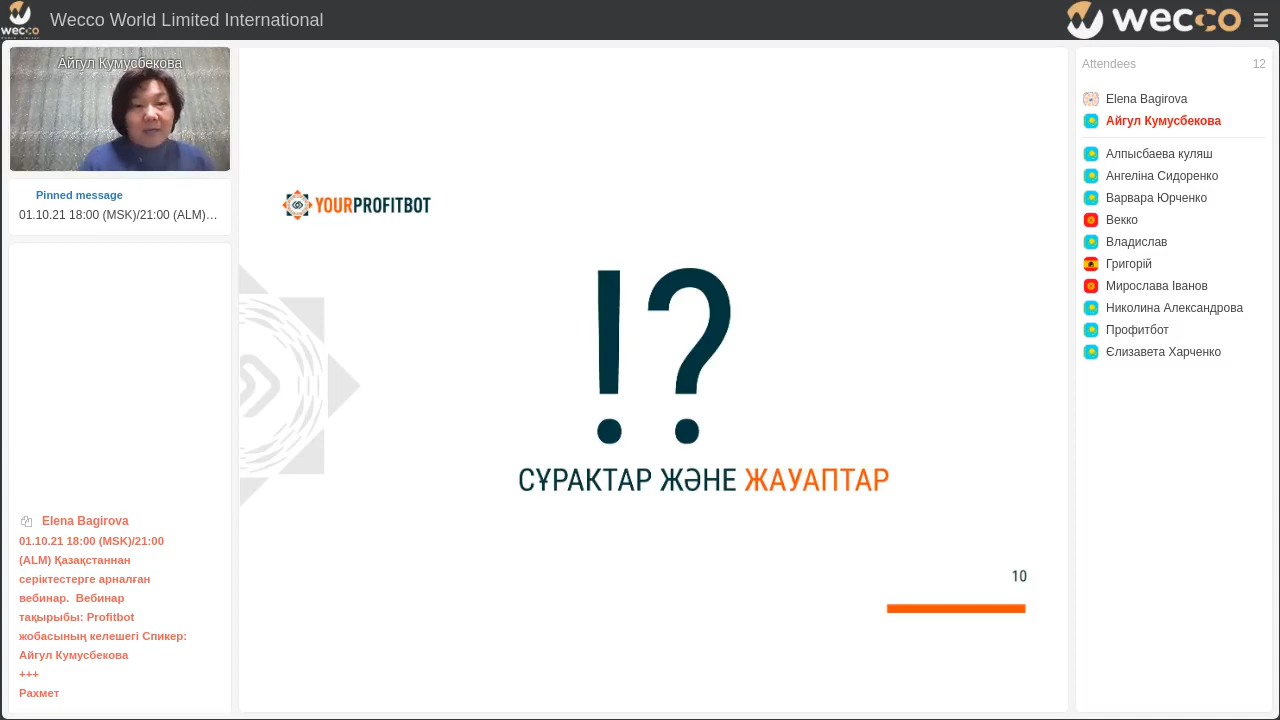 wecco
Wecco World Limited International
wecco
Айгул Кумусбекова
Pinned message
01.10.21 18:00 (MSK)/21:00 (ALM)…
Elena Bagirova
01.10.21 18:00 (MSK)/21:00
(ALM) Қазақстаннан
серіктестерге арналған
вебинар. Вебинар
тақырыбы: Profitbot
жобасының келешегі Спикер:
Айгул Кумусбекова
+++
Рахмет
YOURPROFITBOT
!?
СҰРАКТАР ЖӘНЕ ЖАУАПТАР
10
Attendees 12
Elena Bagirova
Айгул Кумусбекова
Алпысбаева куляш
Ангеліна Сидоренко
Варвара Юрченко
Векко
Владислав
Григорій
Мирослава Іванов
Николина Александрова
Профитбот
Єлизавета Харченко